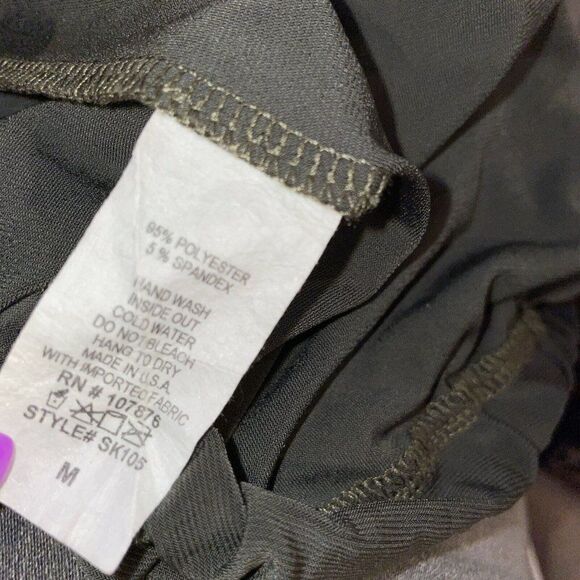 95% POLYESTER
5% SPANDEX
HAND WASH
INSIDE OUT
COLD WATER
DO NOT BLEACH
HANG TO DRY
MADE IN U.S.A.
WITH IMPORTED FABRIC
RN # 107876
STYLE# SK105
M